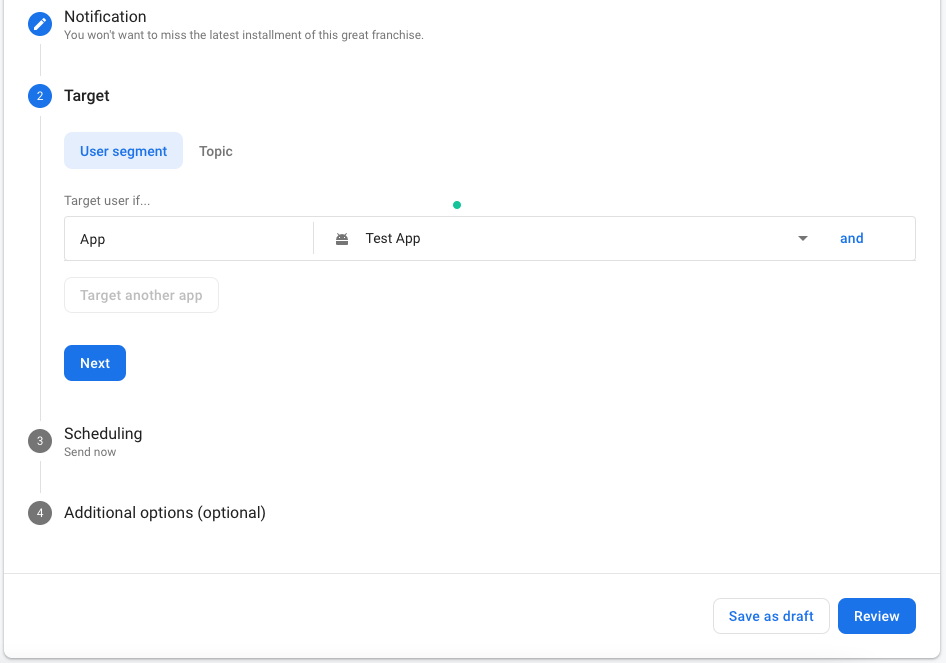 Notification
You won't want to miss the latest installment of this great franchise.
2
Target
User segment
Topic
Target user if...
App
Test App
and
Target another app
Next
3
Scheduling
Send now
4
Additional options (optional)
Save as draft
Review